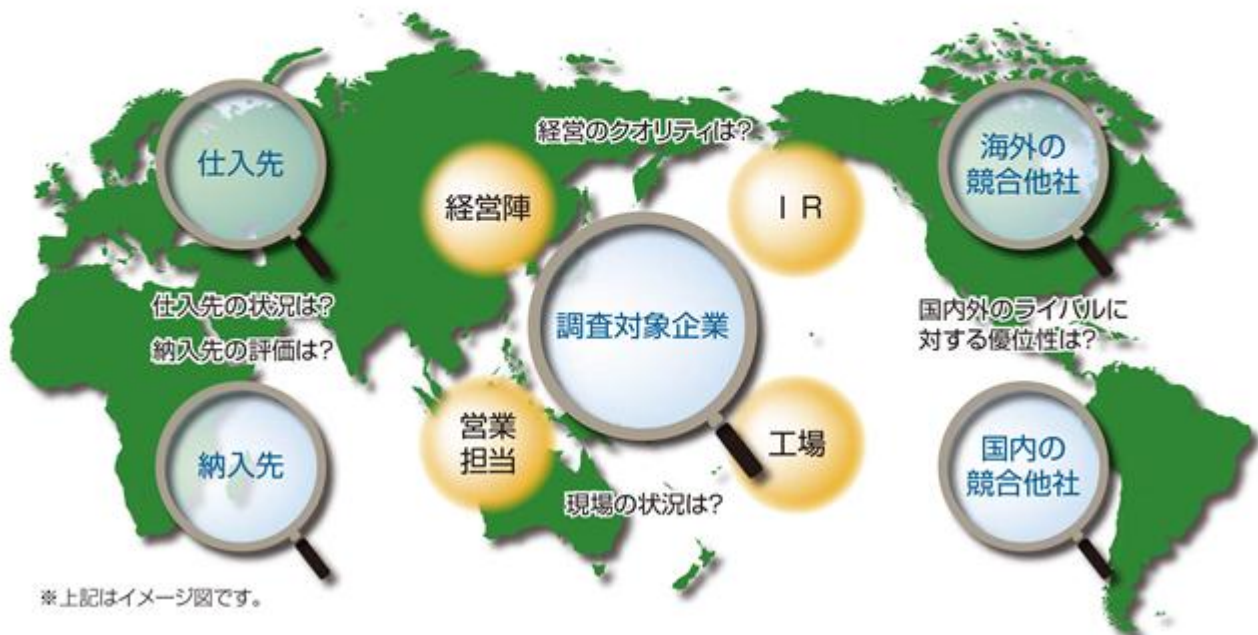 経営のクオリティは?
仕入先
経営陣
I R
海外の
競合他社
調査対象企業
仕入先の状況は?
納入先の評価は?
国内外のライバルに
対する優位性は?
納入先
営業
担当
工場
国内の
競合他社
現場の状況は?
※上記はイメージ図です。